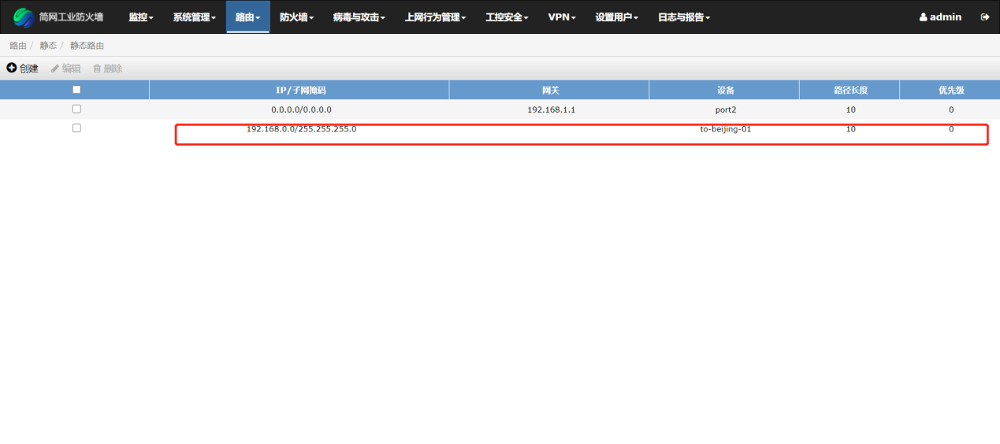 简网工业防火墙 监控 系统管理 路由 防火墙 病毒与攻击 上网行为管理 工控安全 VPN 设置用户 日志与报告 admin
路由 / 静态 / 静态路由
创建 编辑 删除
IP/子网掩码 网关 设备 路径长度 优先级
0.0.0.0/0.0.0.0 192.168.1.1 port2 10 0
192.168.0.0/255.255.255.0 to-beijing-01 10 0